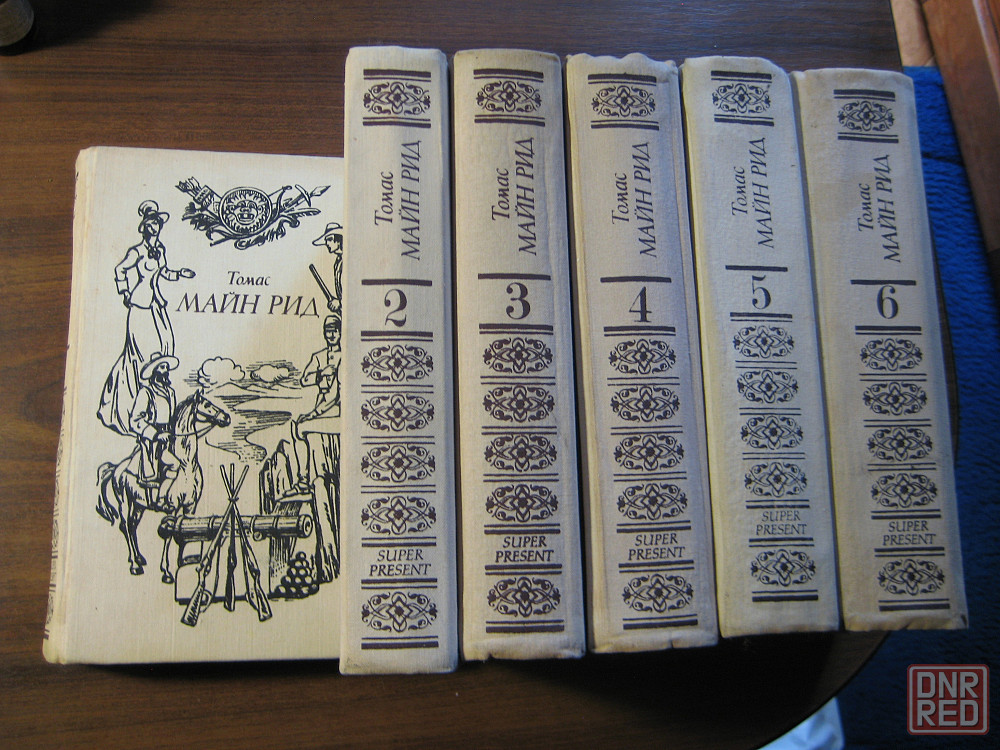 Томас
МАЙН РИД
Томас
МАЙН РИД
2
SUPER
PRESENT
Томас
МАЙН РИД
3
SUPER
PRESENT
Томас
МАЙН РИД
4
SUPER
PRESENT
Томас
МАЙН РИД
5
SUPER
PRESENT
Томас
МАЙН РИД
6
SUPER
PRESENT
DNR
RED